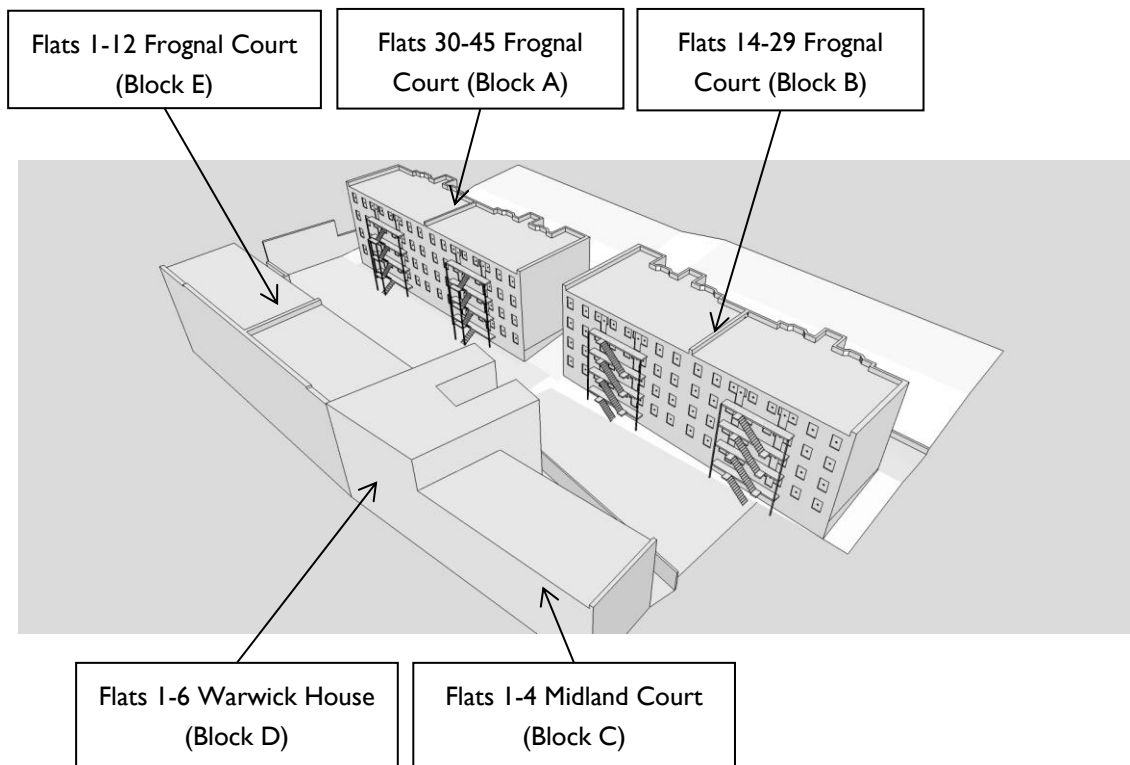 Flats 1-12 Frognal Court
(Block E)
Flats 30-45 Frognal
Court (Block A)
Flats 14-29 Frognal
Court (Block B)
Flats 1-6 Warwick House
(Block D)
Flats 1-4 Midland Court
(Block C)